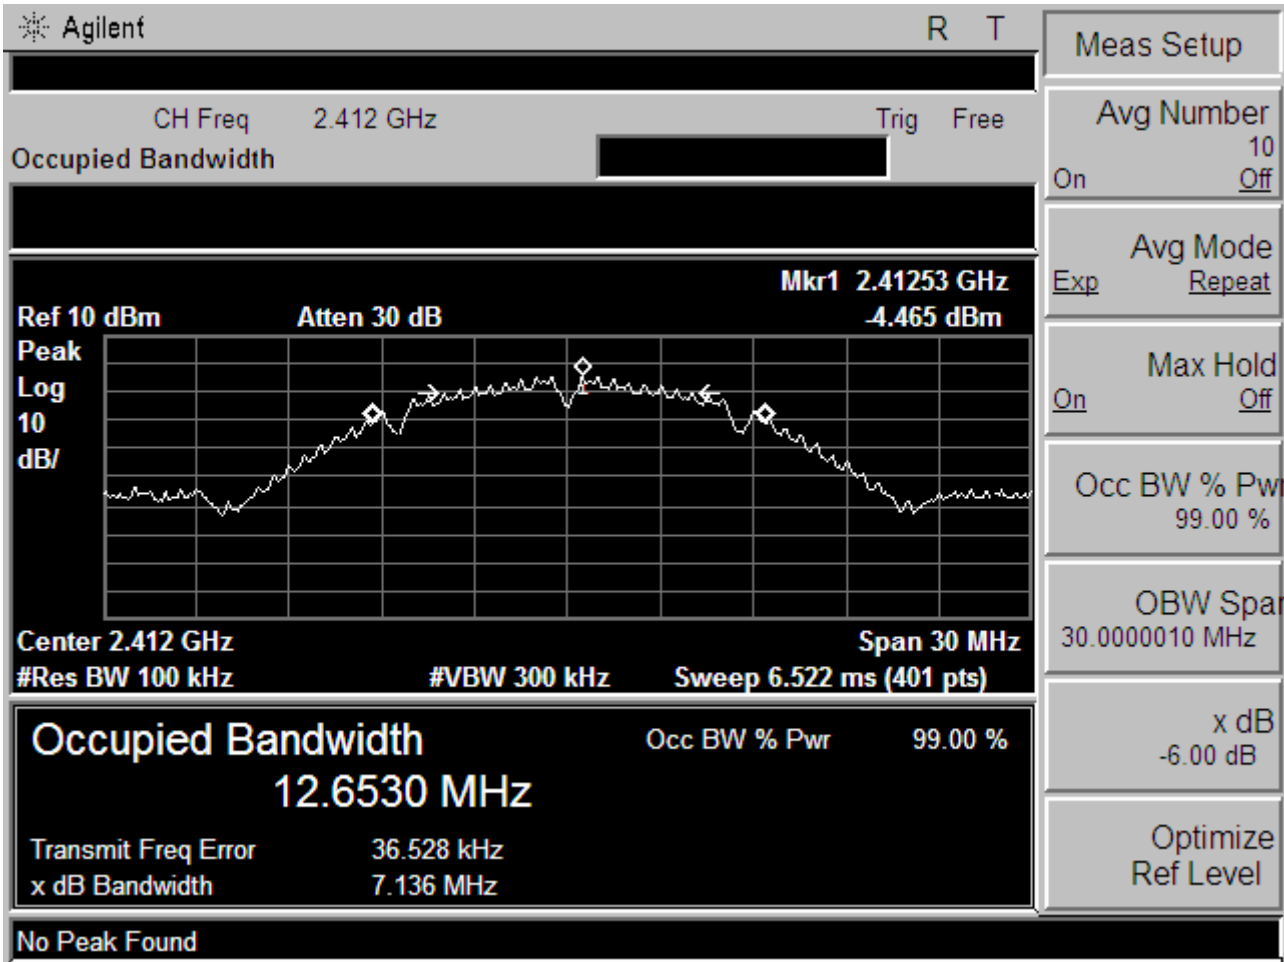 Agilent R T
CH Freq 2.412 GHz Trig Free
Occupied Bandwidth
Mkr1 2.41253 GHz
Ref 10 dBm Atten 30 dB -4.465 dBm
Peak
Log
10
dB/
1
Center 2.412 GHz Span 30 MHz
#Res BW 100 kHz #VBW 300 kHz Sweep 6.522 ms (401 pts)
Occupied Bandwidth Occ BW % Pwr 99.00 %
12.6530 MHz
Transmit Freq Error 36.528 kHz
x dB Bandwidth 7.136 MHz
No Peak Found
Meas Setup
Avg Number
10
On Off
Avg Mode
Exp Repeat
Max Hold
On Off
Occ BW % Pwr
99.00 %
OBW Span
30.0000010 MHz
x dB
-6.00 dB
Optimize
Ref Level